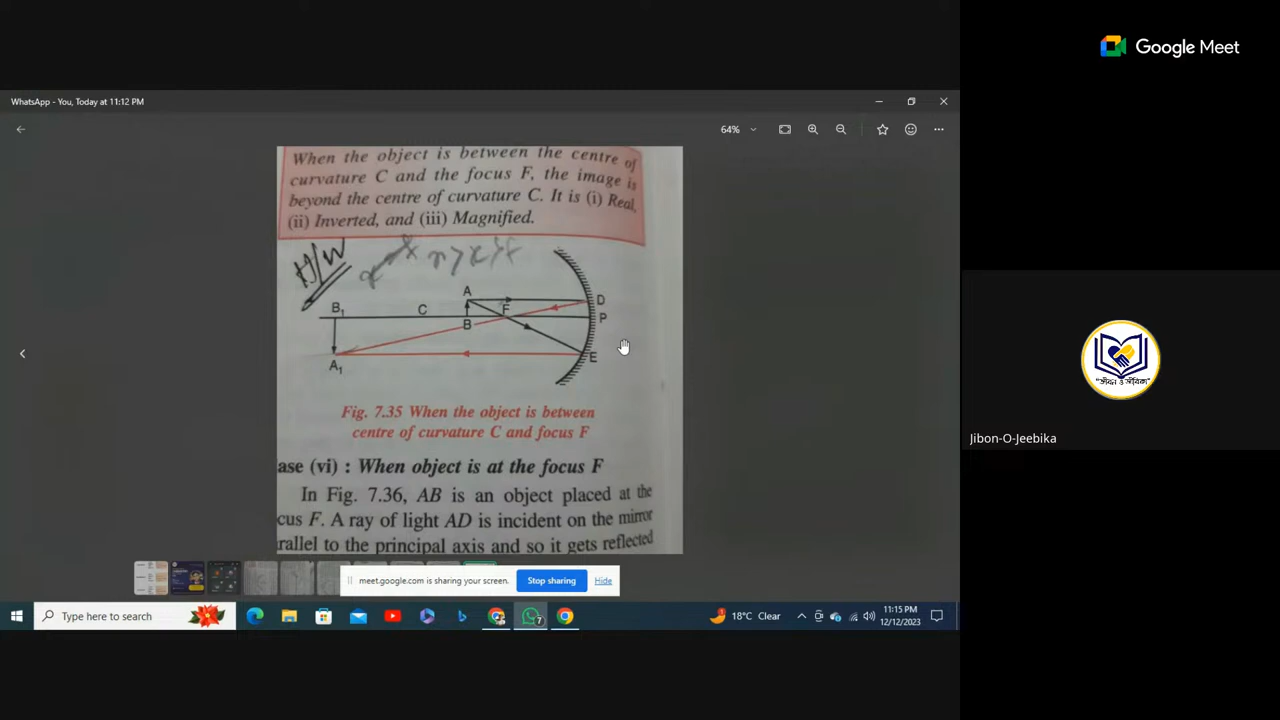 Google Meet
WhatsApp - You, Today at 11:12 PM
64%
When the object is between the centre of
curvature C and the focus F, the image is
beyond the centre of curvature C. It is (i) Real,
(ii) Inverted, and (iii) Magnified.
H/W
A
D
B1
C
F
P
B
E
A1
Fig. 7.35 When the object is between
centre of curvature C and focus F
ase (vi) : When object is at the focus F
In Fig. 7.36, AB is an object placed at the
cus F. A ray of light AD is incident on the mirror
rallel to the principal axis and so it gets reflected
Jibon-O-Jeebika
"জীবন ও জীবিকা"
meet.google.com is sharing your screen.
Stop sharing
Hide
Type here to search
7
18°C Clear
11:15 PM
12/12/2023